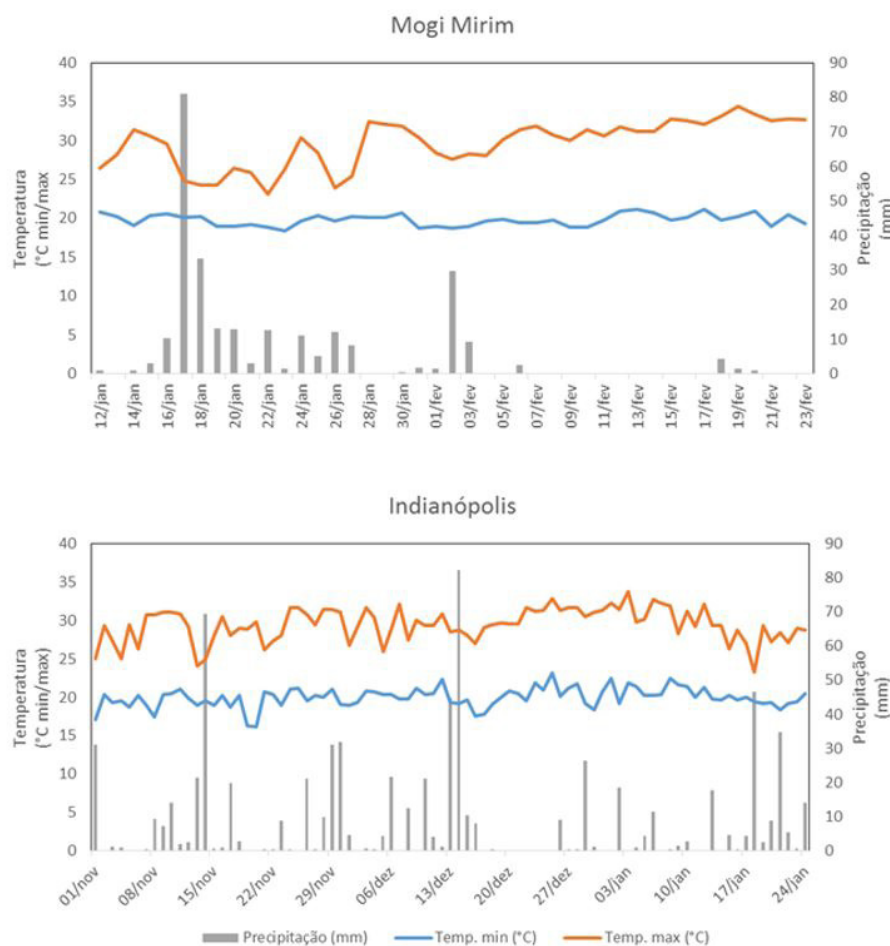 Mogi Mirim
Temperatura
(°C min/max
40
35
30
25
20
15
10
5
0
90
80
70
60
50
40
30
20
10
0
Precipitação
(mm)
12/jan
14/jan
16/jan
18/jan
20/jan
22/jan
24/jan
26/jan
28/jan
30/jan
01/fev
03/fev
05/fev
07/fev
09/fev
11/fev
13/fev
15/fev
17/fev
19/fev
21/fev
23/fev
Indianópolis
Temperatura
(°C min/max)
40
35
30
25
20
15
10
5
0
90
80
70
60
50
40
30
20
10
0
Precipitação
(mm)
01/nov
08/nov
15/nov
22/nov
29/nov
06/dez
13/dez
20/dez
27/dez
03/jan
10/jan
17/jan
24/jan
Precipitação (mm) Temp. min (°C) Temp. max (°C)